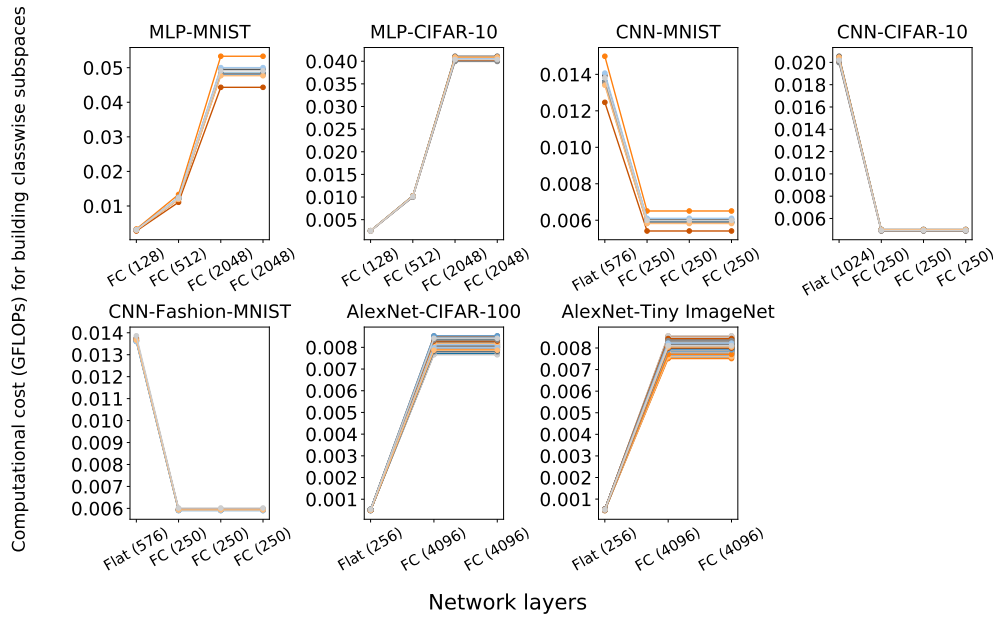 Computational cost (GFLOPs) for building classwise subspaces
MLP-MNIST
0.05
0.04
0.03
0.02
0.01
FC (128)
FC (512)
FC (2048)
FC (2048)
MLP-CIFAR-10
0.040
0.035
0.030
0.025
0.020
0.015
0.010
0.005
FC (128)
FC (512)
FC (2048)
FC (2048)
CNN-MNIST
0.014
0.012
0.010
0.008
0.006
Flat (576)
FC (250)
FC (250)
FC (250)
CNN-CIFAR-10
0.020
0.018
0.016
0.014
0.012
0.010
0.008
0.006
Flat (1024)
FC (250)
FC (250)
FC (250)
CNN-Fashion-MNIST
0.014
0.013
0.012
0.011
0.010
0.009
0.008
0.007
0.006
Flat (576)
FC (250)
FC (250)
FC (250)
AlexNet-CIFAR-100
0.008
0.007
0.006
0.005
0.004
0.003
0.002
0.001
Flat (256)
FC (4096)
FC (4096)
AlexNet-Tiny ImageNet
0.008
0.007
0.006
0.005
0.004
0.003
0.002
0.001
Flat (256)
FC (4096)
FC (4096)
Network layers